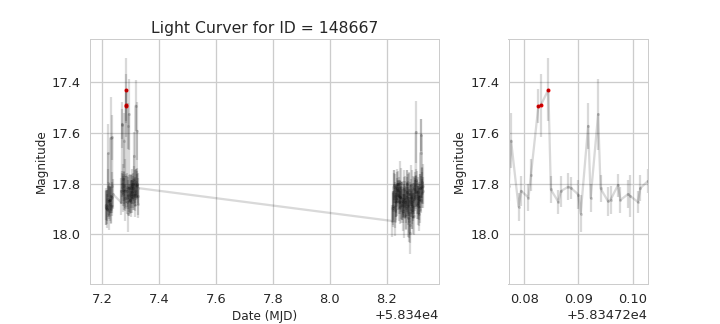 Light Curver for ID = 148667
Magnitude
17.4
17.6
17.8
18.0
7.2 7.4 7.6 7.8 8.0 8.2
Date (MJD)
+5.834e4
Magnitude
17.4
17.6
17.8
18.0
0.08 0.09 0.10
+5.83472e4